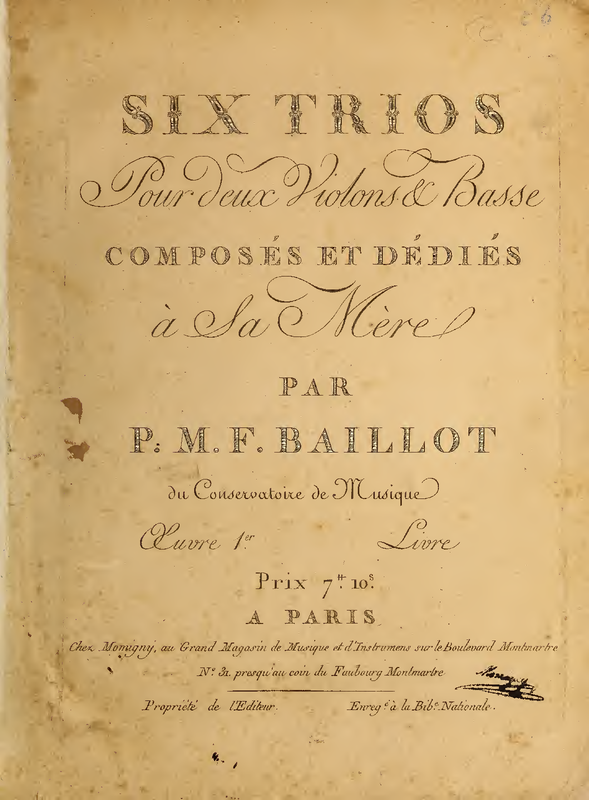 SIX TRIOS
Pour deux Violons & Basse
COMPOSÉS ET DÉDIÉS
à Sa Mère
PAR
P. M. F. BAILLOT
du Conservatoire de Musique
Œuvre 1.er Livre
Prix 7.tt 10.s
A PARIS
Chez Momigny, au Grand Magasin de Musique et d'Instrumens sur le Boulevard Montmartre
N.o 31. presqu'au coin du Faubourg Montmartre
Propriété de l'Editeur. Enreg.é à la Bib.e Nationale.